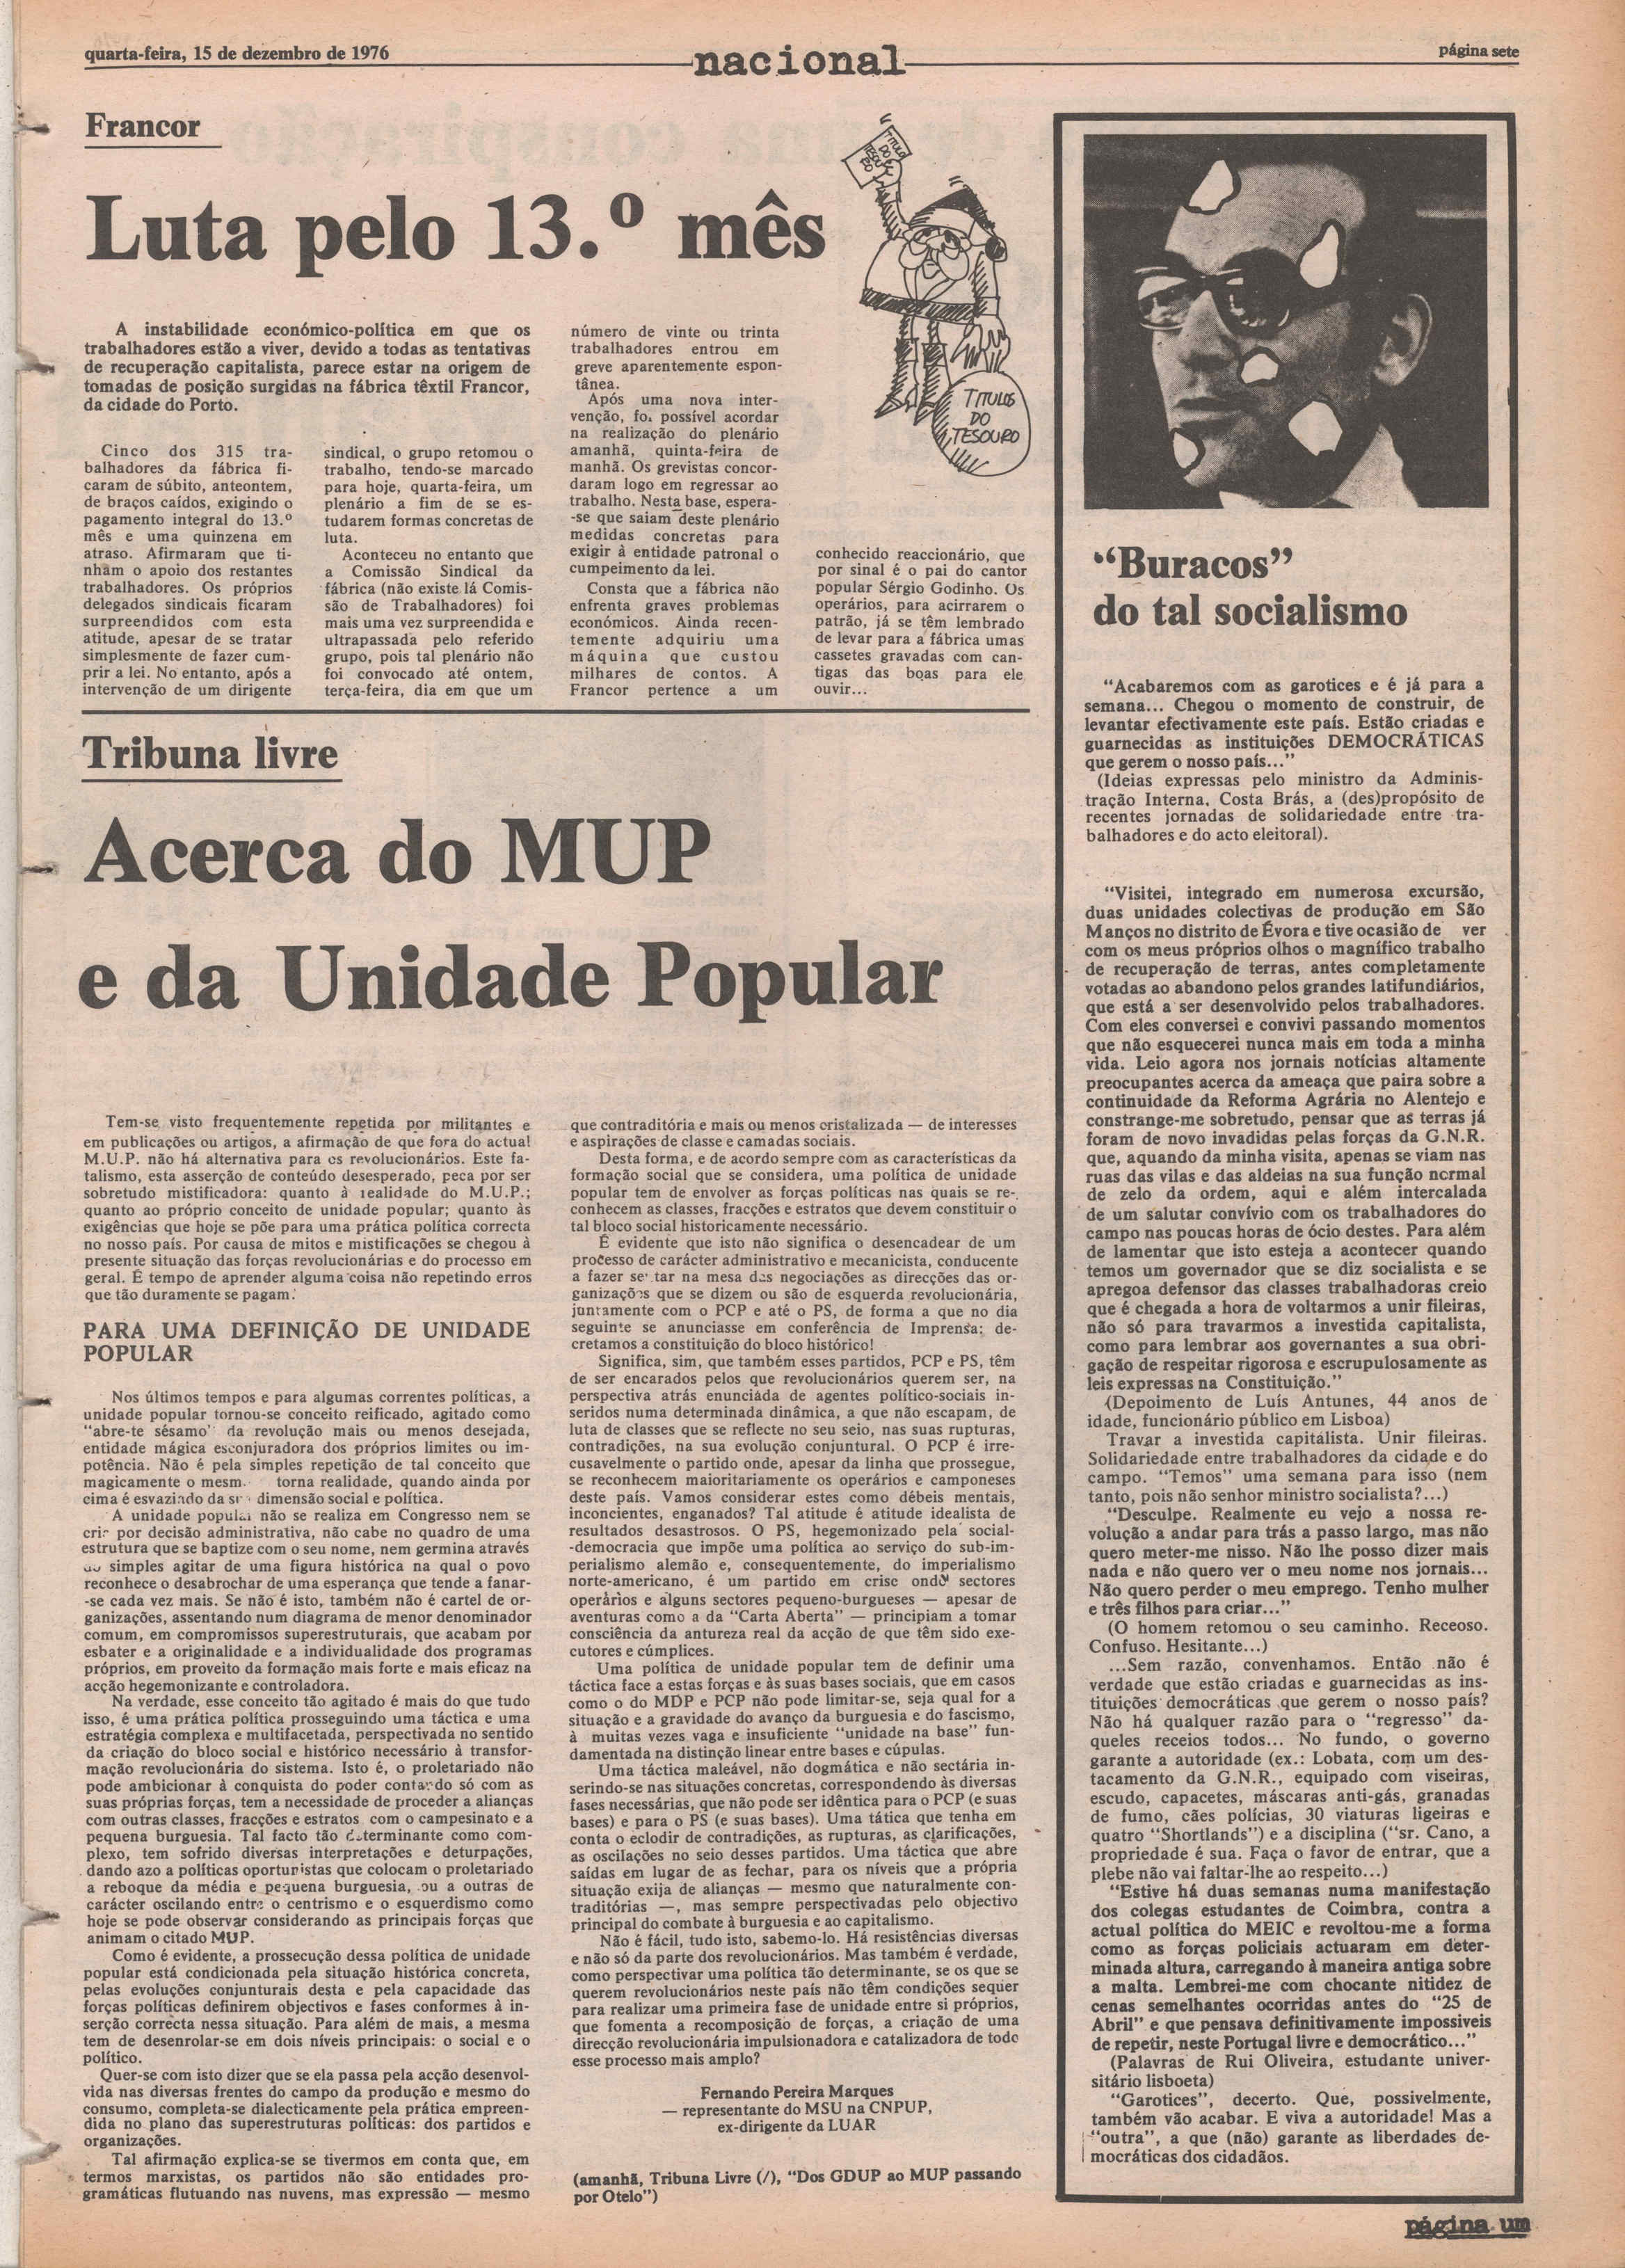 quarta-feira, 15 de dezembro de 1976
nacional
página sete
Francor
Luta pelo 13.º mês
TITULO
DO
TITULOS
DO
TESOURO
A instabilidade económico-política em que os
trabalhadores estão a viver, devido a todas as tentativas
de recuperação capitalista, parece estar na origem de
tomadas de posição surgidas na fábrica têxtil Francor,
da cidade do Porto.
Cinco dos 315 tra-
balhadores da fábrica fi-
caram de súbito, anteontem,
de braços caídos, exigindo o
pagamento integral do 13.º
mês e uma quinzena em
atraso. Afirmaram que ti-
nham o apoio dos restantes
trabalhadores. Os próprios
delegados sindicais ficaram
surpreendidos com esta
atitude, apesar de se tratar
simplesmente de fazer cum-
prir a lei. No entanto, após a
intervenção de um dirigente
sindical, o grupo retomou o
trabalho, tendo-se marcado
para hoje, quarta-feira, um
plenário a fim de se es-
tudarem formas concretas de
luta.
Aconteceu no entanto que
a Comissão Sindical da
fábrica (não existe lá Comis-
são de Trabalhadores) foi
mais uma vez surpreendida e
ultrapassada pelo referido
grupo, pois tal plenário não
foi convocado até ontem,
terça-feira, dia em que um
número de vinte ou trinta
trabalhadores entrou em
greve aparentemente espon-
tânea.
Após uma nova inter-
venção, foi possível acordar
na realização do plenário
amanhã, quinta-feira de
manhã. Os grevistas concor-
daram logo em regressar ao
trabalho. Nesta base, espera-
-se que saiam deste plenário
medidas concretas para
exigir à entidade patronal o
cumpeimento da lei.
Consta que a fábrica não
enfrenta graves problemas
económicos. Ainda recen-
temente adquiriu uma
máquina que custou
milhares de contos. A
Francor pertence a um
conhecido reaccionário, que
por sinal é o pai do cantor
popular Sérgio Godinho. Os
operários, para acirrarem o
patrão, já se têm lembrado
de levar para a fábrica umas
cassetes gravadas com can-
tigas das boas para ele
ouvir...
Tribuna livre
Acerca do MUP
e da Unidade Popular
Tem-se visto frequentemente repetida por militantes e
em publicações ou artigos, a afirmação de que fora do actual
M.U.P. não há alternativa para os revolucionários. Este fa-
talismo, esta asserção de conteúdo desesperado, peca por ser
sobretudo mistificadora: quanto à realidade do M.U.P.;
quanto ao próprio conceito de unidade popular; quanto às
exigências que hoje se põe para uma prática política correcta
no nosso país. Por causa de mitos e mistificações se chegou à
presente situação das forças revolucionárias e do processo em
geral. É tempo de aprender alguma coisa não repetindo erros
que tão duramente se pagam.
PARA UMA DEFINIÇÃO DE UNIDADE
POPULAR
Nos últimos tempos e para algumas correntes políticas, a
unidade popular tornou-se conceito reificado, agitado como
"abre-te sésamo" da revolução mais ou menos desejada,
entidade mágica esconjuradora dos próprios limites ou im-
potência. Não é pela simples repetição de tal conceito que
magicamente o mesm. torna realidade, quando ainda por
cima é esvaziado da su dimensão social e política.
A unidade popular não se realiza em Congresso nem se
cria por decisão administrativa, não cabe no quadro de uma
estrutura que se baptize com o seu nome, nem germina através
do simples agitar de uma figura histórica na qual o povo
reconhece o desabrochar de uma esperança que tende a fanar-
-se cada vez mais. Se não é isto, também não é cartel de or-
ganizações, assentando num diagrama de menor denominador
comum, em compromissos superestruturais, que acabam por
esbater e a originalidade e a individualidade dos programas
próprios, em proveito da formação mais forte e mais eficaz na
acção hegemonizante e controladora.
Na verdade, esse conceito tão agitado é mais do que tudo
isso, é uma prática política prosseguindo uma táctica e uma
estratégia complexa e multifacetada, perspectivada no sentido
da criação do bloco social e histórico necessário à transfor-
mação revolucionária do sistema. Isto é, o proletariado não
pode ambicionar à conquista do poder contando só com as
suas próprias forças, tem a necessidade de proceder a alianças
com outras classes, fracções e estratos com o campesinato e a
pequena burguesia. Tal facto tão determinante como com-
plexo, tem sofrido diversas interpretações e deturpações,
dando azo a políticas oportunistas que colocam o proletariado
a reboque da média e pequena burguesia, ou a outras de
carácter oscilando entre o centrismo e o esquerdismo como
hoje se pode observar considerando as principais forças que
animam o citado MUP.
Como é evidente, a prossecução dessa política de unidade
popular está condicionada pela situação histórica concreta,
pelas evoluções conjunturais desta e pela capacidade das
forças políticas definirem objectivos e fases conformes à in-
serção correcta nessa situação. Para além de mais, a mesma
tem de desenrolar-se em dois níveis principais: o social e o
político.
Quer-se com isto dizer que se ela passa pela acção desenvol-
vida nas diversas frentes do campo da produção e mesmo do
consumo, completa-se dialecticamente pela prática empreen-
dida no plano das superestruturas políticas: dos partidos e
organizações.
Tal afirmação explica-se se tivermos em conta que, em
termos marxistas, os partidos não são entidades pro-
gramáticas flutuando nas nuvens, mas expressão — mesmo
que contraditória e mais ou menos cristalizada — de interesses
e aspirações de classe e camadas sociais.
Desta forma, e de acordo sempre com as características da
formação social que se considera, uma política de unidade
popular tem de envolver as forças políticas nas quais se re-
conhecem as classes, fracções e estratos que devem constituir o
tal bloco social historicamente necessário.
É evidente que isto não significa o desencadear de um
processo de carácter administrativo e mecanicista, conducente
a fazer sentar na mesa das negociações as direcções das or-
ganizações que se dizem ou são de esquerda revolucionária,
juntamente com o PCP e até o PS, de forma a que no dia
seguinte se anunciasse em conferência de Imprensa: de-
cretamos a constituição do bloco histórico!
Significa, sim, que também esses partidos, PCP e PS, têm
de ser encarados pelos que revolucionários querem ser, na
perspectiva atrás enunciada de agentes político-sociais in-
seridos numa determinada dinâmica, a que não escapam, de
luta de classes que se reflecte no seu seio, nas suas rupturas,
contradições, na sua evolução conjuntural. O PCP é irre-
cusavelmente o partido onde, apesar da linha que prossegue,
se reconhecem maioritariamente os operários e camponeses
deste país. Vamos considerar estes como débeis mentais,
inconcientes, enganados? Tal atitude é atitude idealista de
resultados desastrosos. O PS, hegemonizado pela social-
-democracia que impõe uma política ao serviço do sub-im-
perialismo alemão e, consequentemente, do imperialismo
norte-americano, é um partido em crise onde sectores
operários e alguns sectores pequeno-burgueses — apesar de
aventuras como a da "Carta Aberta" — principiam a tomar
consciência da antureza real da acção de que têm sido exe-
cutores e cúmplices.
Uma política de unidade popular tem de definir uma
táctica face a estas forças e às suas bases sociais, que em casos
como o do MDP e PCP não pode limitar-se, seja qual for a
situação e a gravidade do avanço da burguesia e do fascismo,
à muitas vezes vaga e insuficiente "unidade na base" fun-
damentada na distinção linear entre bases e cúpulas.
Uma táctica maleável, não dogmática e não sectária in-
serindo-se nas situações concretas, correspondendo às diversas
fases necessárias, que não pode ser idêntica para o PCP (e suas
bases) e para o PS (e suas bases). Uma tática que tenha em
conta o eclodir de contradições, as rupturas, as clarificações,
as oscilações no seio desses partidos. Uma táctica que abre
saídas em lugar de as fechar, para os níveis que a própria
situação exija de alianças — mesmo que naturalmente con-
traditórias —, mas sempre perspectivadas pelo objectivo
principal do combate à burguesia e ao capitalismo.
Não é fácil, tudo isto, sabemo-lo. Há resistências diversas
e não só da parte dos revolucionários. Mas também é verdade,
como perspectivar uma política tão determinante, se os que se
querem revolucionários neste país não têm condições sequer
para realizar uma primeira fase de unidade entre si próprios,
que fomenta a recomposição de forças, a criação de uma
direcção revolucionária impulsionadora e catalizadora de todo
esse processo mais amplo?
Fernando Pereira Marques
— representante do MSU na CNPUP,
ex-dirigente da LUAR
(amanhã, Tribuna Livre (/), "Dos GDUP ao MUP passando
por Otelo")
"Buracos"
do tal socialismo
"Acabaremos com as garotices e é já para a
semana... Chegou o momento de construir, de
levantar efectivamente este país. Estão criadas e
guarnecidas as instituições DEMOCRÁTICAS
que gerem o nosso país..."
(Ideias expressas pelo ministro da Adminis-
tração Interna, Costa Brás, a (des)propósito de
recentes jornadas de solidariedade entre tra-
balhadores e do acto eleitoral).
"Visitei, integrado em numerosa excursão,
duas unidades colectivas de produção em São
Manços no distrito de Évora e tive ocasião de ver
com os meus próprios olhos o magnífico trabalho
de recuperação de terras, antes completamente
votadas ao abandono pelos grandes latifundiários,
que está a ser desenvolvido pelos trabalhadores.
Com eles conversei e convivi passando momentos
que não esquecerei nunca mais em toda a minha
vida. Leio agora nos jornais notícias altamente
preocupantes acerca da ameaça que paira sobre a
continuidade da Reforma Agrária no Alentejo e
constrange-me sobretudo, pensar que as terras já
foram de novo invadidas pelas forças da G.N.R.
que, aquando da minha visita, apenas se viam nas
ruas das vilas e das aldeias na sua função normal
de zelo da ordem, aqui e além intercalada
de um salutar convívio com os trabalhadores do
campo nas poucas horas de ócio destes. Para além
de lamentar que isto esteja a acontecer quando
temos um governador que se diz socialista e se
apregoa defensor das classes trabalhadoras creio
que é chegada a hora de voltarmos a unir fileiras,
não só para travarmos a investida capitalista,
como para lembrar aos governantes a sua obri-
gação de respeitar rigorosa e escrupulosamente as
leis expressas na Constituição."
(Depoimento de Luís Antunes, 44 anos de
idade, funcionário público em Lisboa)
Travar a investida capitalista. Unir fileiras.
Solidariedade entre trabalhadores da cidade e do
campo. "Temos" uma semana para isso (nem
tanto, pois não senhor ministro socialista?...)
"Desculpe. Realmente eu vejo a nossa re-
volução a andar para trás a passo largo, mas não
quero meter-me nisso. Não lhe posso dizer mais
nada e não quero ver o meu nome nos jornais...
Não quero perder o meu emprego. Tenho mulher
e três filhos para criar..."
(O homem retomou o seu caminho. Receoso.
Confuso. Hesitante...)
...Sem razão, convenhamos. Então não é
verdade que estão criadas e guarnecidas as ins-
tituições democráticas que gerem o nosso país?
Não há qualquer razão para o "regresso" da-
queles receios todos... No fundo, o governo
garante a autoridade (ex.: Lobata, com um des-
tacamento da G.N.R., equipado com viseiras,
escudo, capacetes, máscaras anti-gás, granadas
de fumo, cães polícias, 30 viaturas ligeiras e
quatro "Shortlands") e a disciplina ("sr. Cano, a
propriedade é sua. Faça o favor de entrar, que a
plebe não vai faltar-lhe ao respeito...)
"Estive há duas semanas numa manifestação
dos colegas estudantes de Coimbra, contra a
actual política do MEIC e revoltou-me a forma
como as forças policiais actuaram em deter-
minada altura, carregando à maneira antiga sobre
a malta. Lembrei-me com chocante nitidez de
cenas semelhantes ocorridas antes do "25 de
Abril" e que pensava definitivamente impossiveis
de repetir, neste Portugal livre e democrático..."
(Palavras de Rui Oliveira, estudante univer-
sitário lisboeta)
"Garotices", decerto. Que, possivelmente,
também vão acabar. E viva a autoridade! Mas a
"outra", a que (não) garante as liberdades de-
mocráticas dos cidadãos.
página um